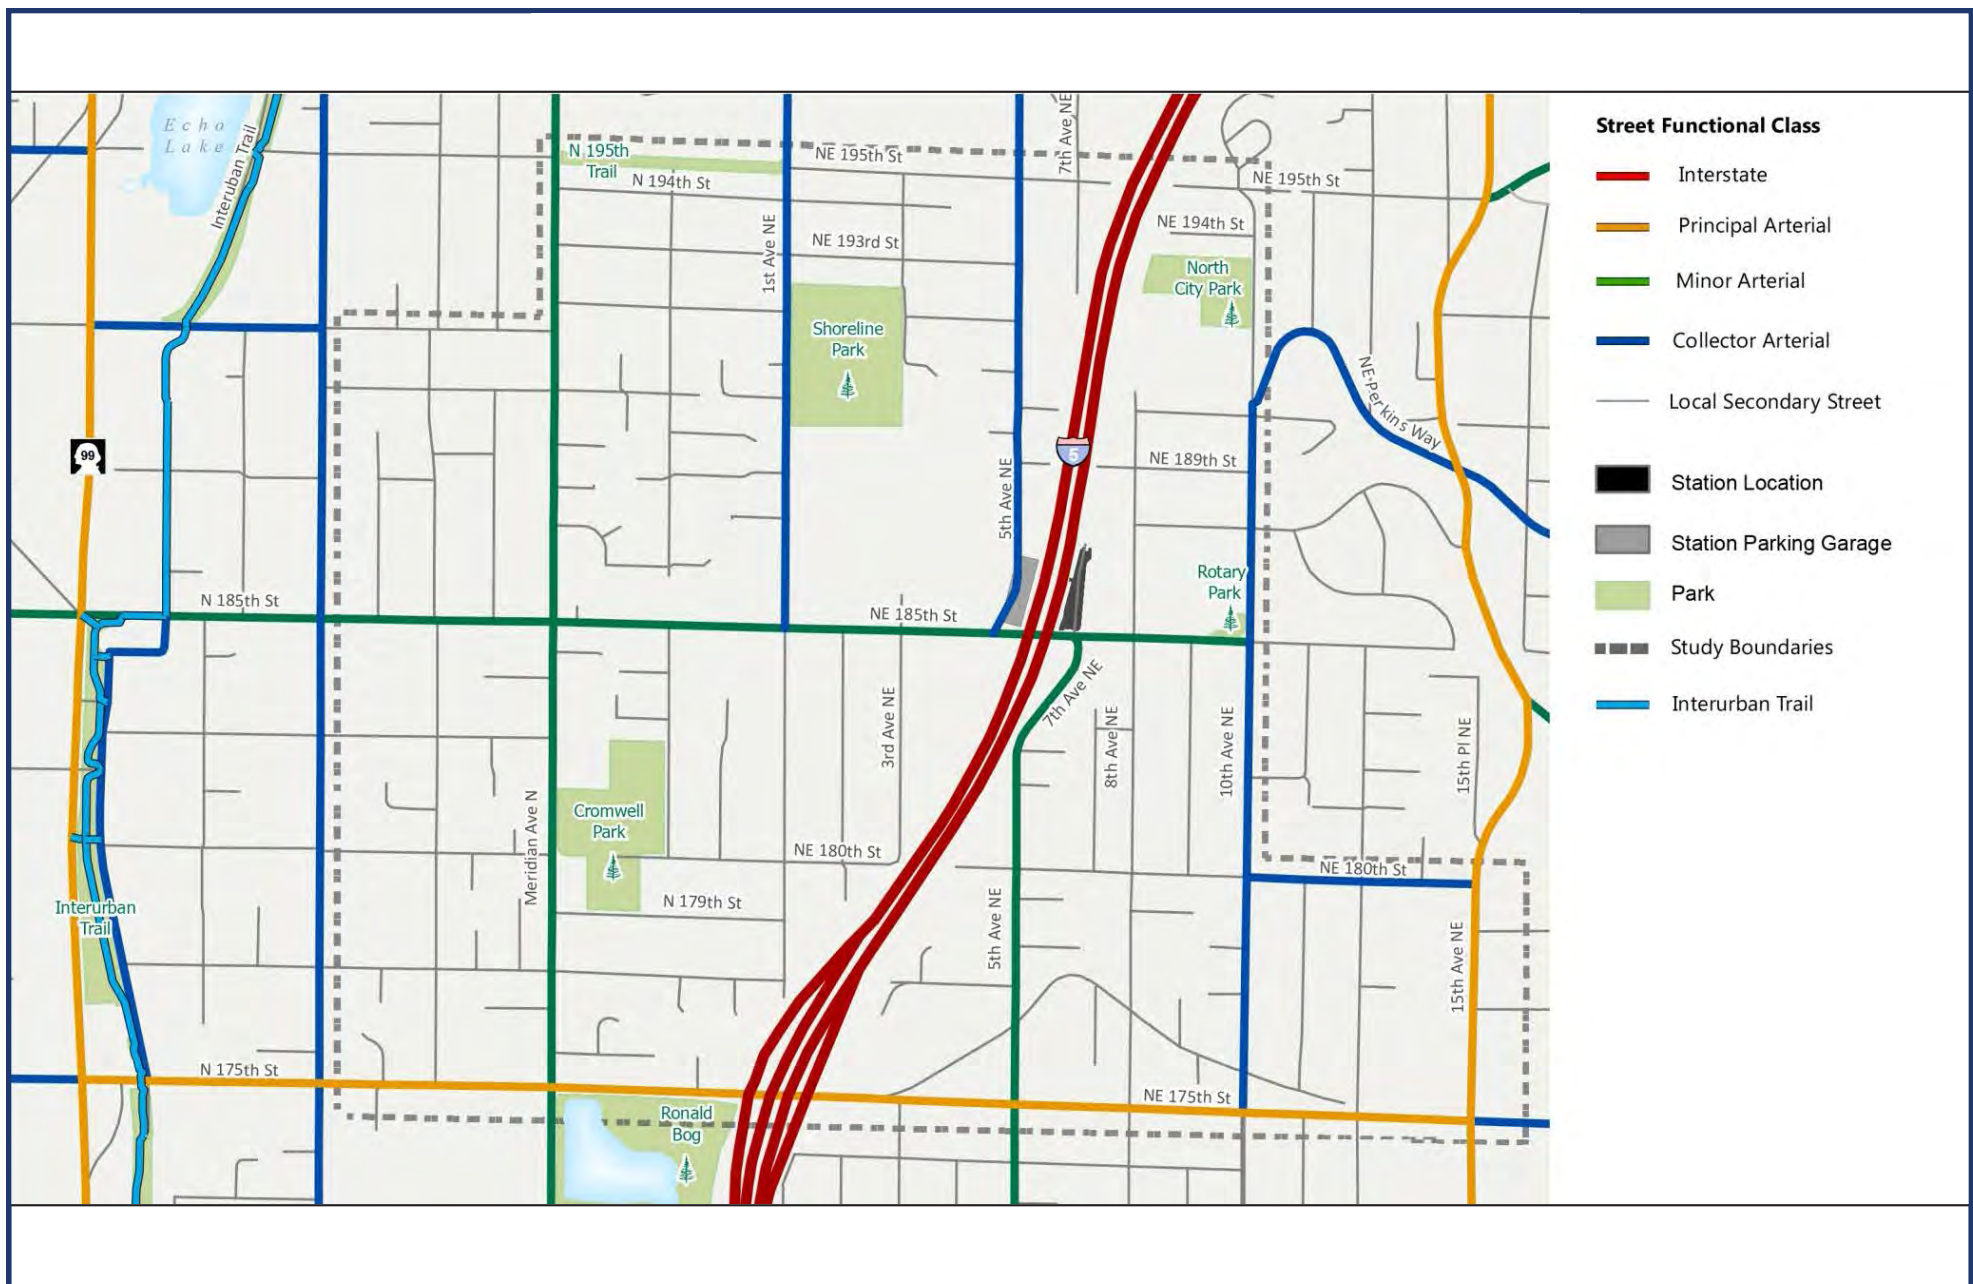 Echo
Lake
Interuban Trail
N 195th
Trail
N 194th St
1st Ave NE
NE 195th St
7th Ave NE
NE 195th St
NE 194th St
NE 193rd St
North
City Park
Shoreline
Park
NE Perkins Way
99
5
NE 189th St
5th Ave NE
Rotary
Park
N 185th St
NE 185th St
7th Ave NE
3rd Ave NE
8th Ave NE
10th Ave NE
15th Pl NE
Meridian Ave N
Cromwell
Park
NE 180th St
NE 180th St
N 179th St
Interurban
Trail
5th Ave NE
15th Ave NE
N 175th St
NE 175th St
Ronald
Bog
Street Functional Class
Interstate
Principal Arterial
Minor Arterial
Collector Arterial
Local Secondary Street
Station Location
Station Parking Garage
Park
Study Boundaries
Interurban Trail